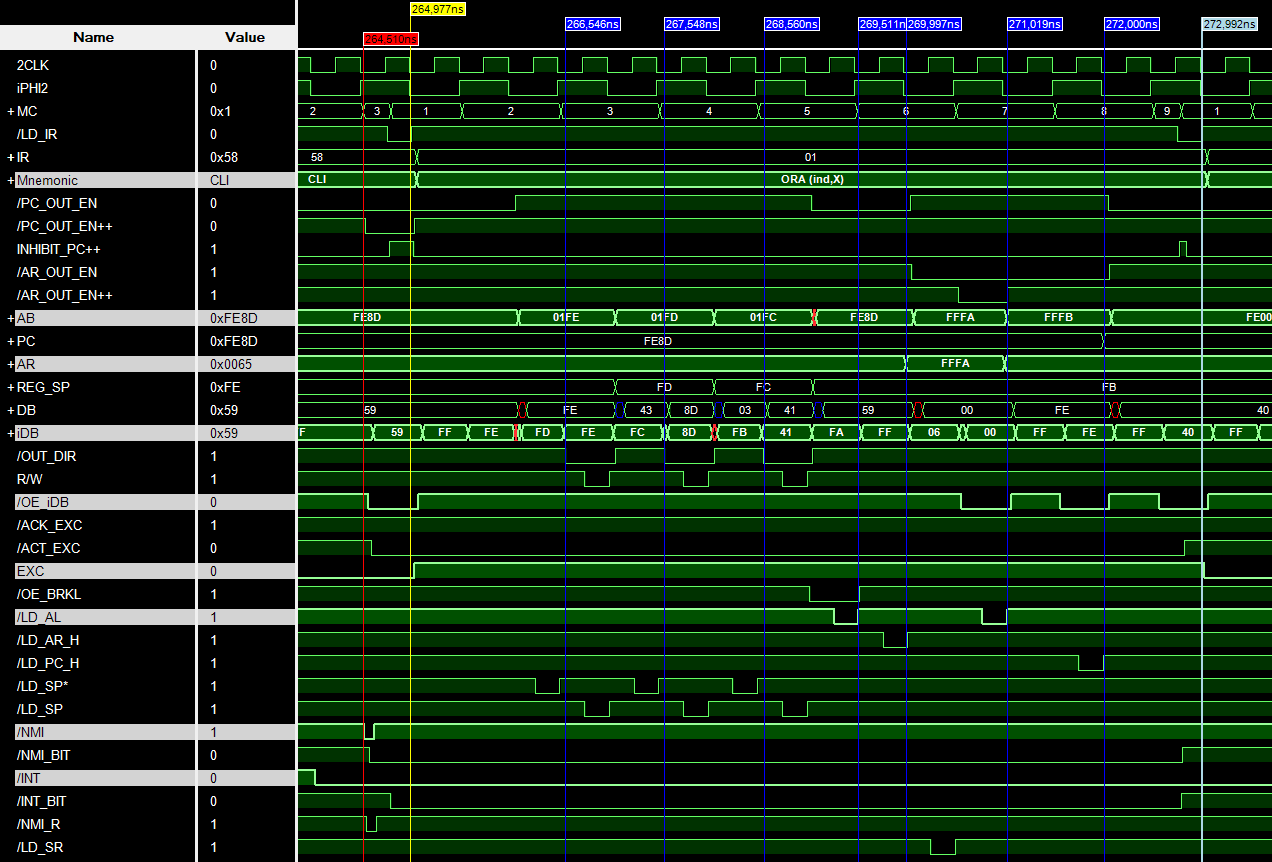 264,977ns
266,546ns 267,548ns 268,560ns 269,511n 269,997ns 271,019ns 272,000ns 272,992ns
Name Value 264,510ns
2CLK 0
iPHI2 0
+MC 0x1 2 3 1 2 3 4 5 6 7 8 9 1
/LD_IR 0
+IR 0x58 58 01
+Mnemonic CLI CLI ORA (ind,X)
/PC_OUT_EN 0
/PC_OUT_EN++ 0
INHIBIT_PC++ 1
/AR_OUT_EN 1
/AR_OUT_EN++ 1
+AB 0xFE8D FE8D 01FE 01FD 01FC FE8D FFFA FFFB FE00
+PC 0xFE8D FE8D
+AR 0x0065 FFFA
+REG_SP 0xFE FD FC FB
+DB 0x59 59 FE 43 8D 03 41 59 00 FE 40
+iDB 0x59 F 59 FF FE FD FE FC 8D FB 41 FA FF 06 00 FF FE FF 40 FF
/OUT_DIR 1
R/W 1
/OE_iDB 0
/ACK_EXC 1
/ACT_EXC 0
EXC 0
/OE_BRKL 1
/LD_AL 1
/LD_AR_H 1
/LD_PC_H 1
/LD_SP* 1
/LD_SP 1
/NMI 1
/NMI_BIT 0
/INT 0
/INT_BIT 0
/NMI_R 1
/LD_SR 1